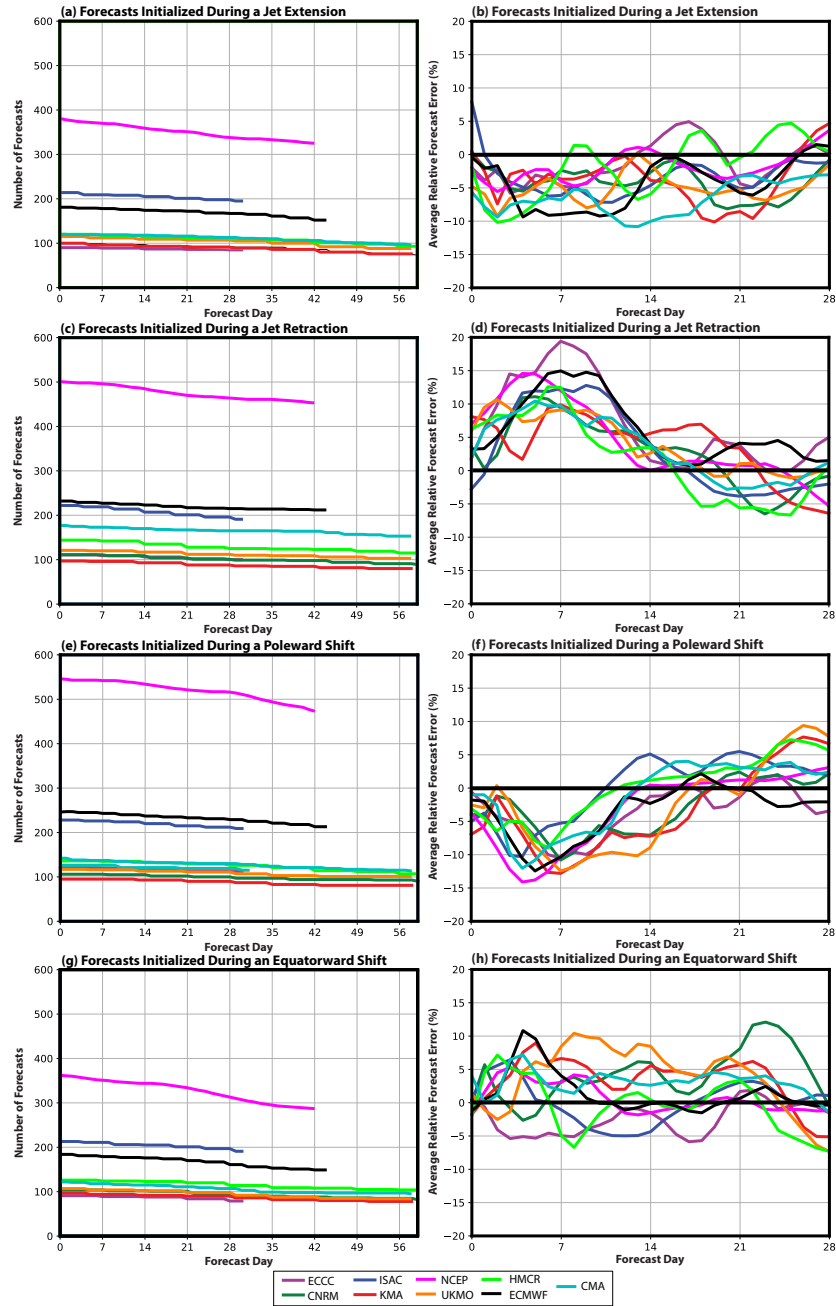 (a) Forecasts Initialized During a Jet Extension
600
500
400
300
200
100
0
Number of Forecasts
0 7 14 21 28 35 42 49 56
Forecast Day
(b) Forecasts Initialized During a Jet Extension
20
15
10
5
0
−5
−10
−15
−20
Average Relative Forecast Error (%)
0 7 14 21 28
Forecast Day
(c) Forecasts Initialized During a Jet Retraction
600
500
400
300
200
100
0
Number of Forecasts
0 7 14 21 28 35 42 49 56
Forecast Day
(d) Forecasts Initialized During a Jet Retraction
20
15
10
5
0
−5
−10
−15
−20
Average Relative Forecast Error (%)
0 7 14 21 28
Forecast Day
(e) Forecasts Initialized During a Poleward Shift
600
500
400
300
200
100
0
Number of Forecasts
0 7 14 21 28 35 42 49 56
Forecast Day
(f) Forecasts Initialized During a Poleward Shift
20
15
10
5
0
−5
−10
−15
−20
Average Relative Forecast Error (%)
0 7 14 21 28
Forecast Day
(g) Forecasts Initialized During an Equatorward Shift
600
500
400
300
200
100
0
Number of Forecasts
0 7 14 21 28 35 42 49 56
Forecast Day
(h) Forecasts Initialized During an Equatorward Shift
20
15
10
5
0
−5
−10
−15
−20
Average Relative Forecast Error (%)
0 7 14 21 28
Forecast Day
ECCC ISAC NCEP HMCR CMA
CNRM KMA UKMO ECMWF